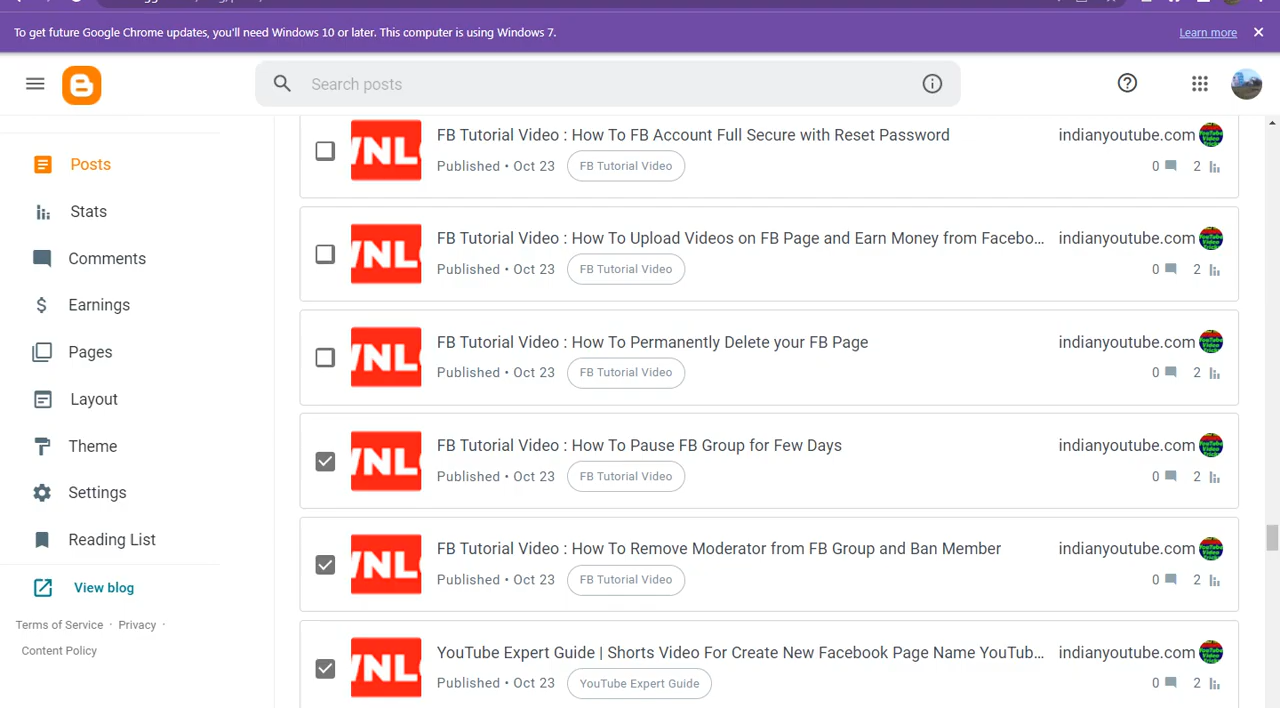 To get future Google Chrome updates, you'll need Windows 10 or later. This computer is using Windows 7.
Learn more
Search posts
Posts
Stats
Comments
Earnings
Pages
Layout
Theme
Settings
Reading List
View blog
Terms of Service · Privacy ·
Content Policy
FB Tutorial Video : How To FB Account Full Secure with Reset Password
indianyoutube.com
Published • Oct 23
FB Tutorial Video
0
2
FB Tutorial Video : How To Upload Videos on FB Page and Earn Money from Facebo...
indianyoutube.com
Published • Oct 23
FB Tutorial Video
0
2
FB Tutorial Video : How To Permanently Delete your FB Page
indianyoutube.com
Published • Oct 23
FB Tutorial Video
0
2
FB Tutorial Video : How To Pause FB Group for Few Days
indianyoutube.com
Published • Oct 23
FB Tutorial Video
0
2
FB Tutorial Video : How To Remove Moderator from FB Group and Ban Member
indianyoutube.com
Published • Oct 23
FB Tutorial Video
0
2
YouTube Expert Guide | Shorts Video For Create New Facebook Page Name YouTub...
indianyoutube.com
Published • Oct 23
YouTube Expert Guide
0
2